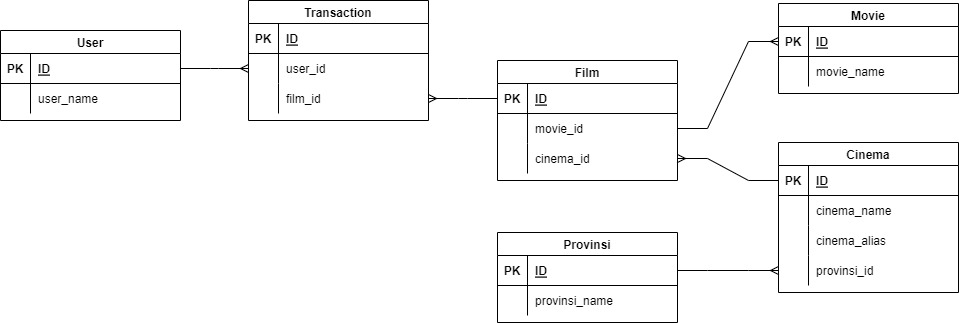 User
PK ID
user_name
Transaction
PK ID
user_id
film_id
Film
PK ID
movie_id
cinema_id
Movie
PK ID
movie_name
Cinema
PK ID
cinema_name
cinema_alias
provinsi_id
Provinsi
PK ID
provinsi_name